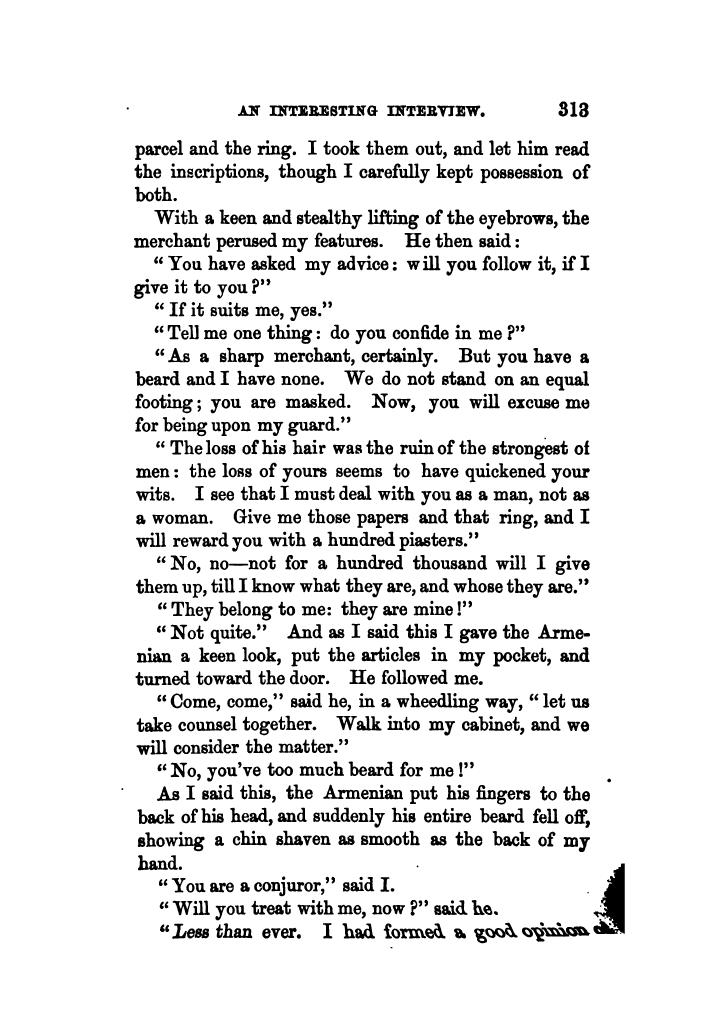 AN INTERESTING INTERVIEW. 313
parcel and the ring. I took them out, and let him read
the inscriptions, though I carefully kept possession of
both.
With a keen and stealthy lifting of the eyebrows, the
merchant perused my features. He then said:
“You have asked my advice: will you follow it, if I
give it to you?”
“If it suits me, yes.”
“Tell me one thing: do you confide in me?”
“As a sharp merchant, certainly. But you have a
beard and I have none. We do not stand on an equal
footing; you are masked. Now, you will excuse me
for being upon my guard.”
“The loss of his hair was the ruin of the strongest of
men: the loss of yours seems to have quickened your
wits. I see that I must deal with you as a man, not as
a woman. Give me those papers and that ring, and I
will reward you with a hundred piasters.”
“No, no—not for a hundred thousand will I give
them up, till I know what they are, and whose they are.”
“They belong to me: they are mine!”
“Not quite.” And as I said this I gave the Arme-
nian a keen look, put the articles in my pocket, and
turned toward the door. He followed me.
“Come, come,” said he, in a wheedling way, “let us
take counsel together. Walk into my cabinet, and we
will consider the matter.”
“No, you've too much beard for me!”
As I said this, the Armenian put his fingers to the
back of his head, and suddenly his entire beard fell off,
showing a chin shaven as smooth as the back of my
hand.
“You are a conjuror,” said I.
“Will you treat with me, now?” said he.
“Less than ever. I had formed a good opinion